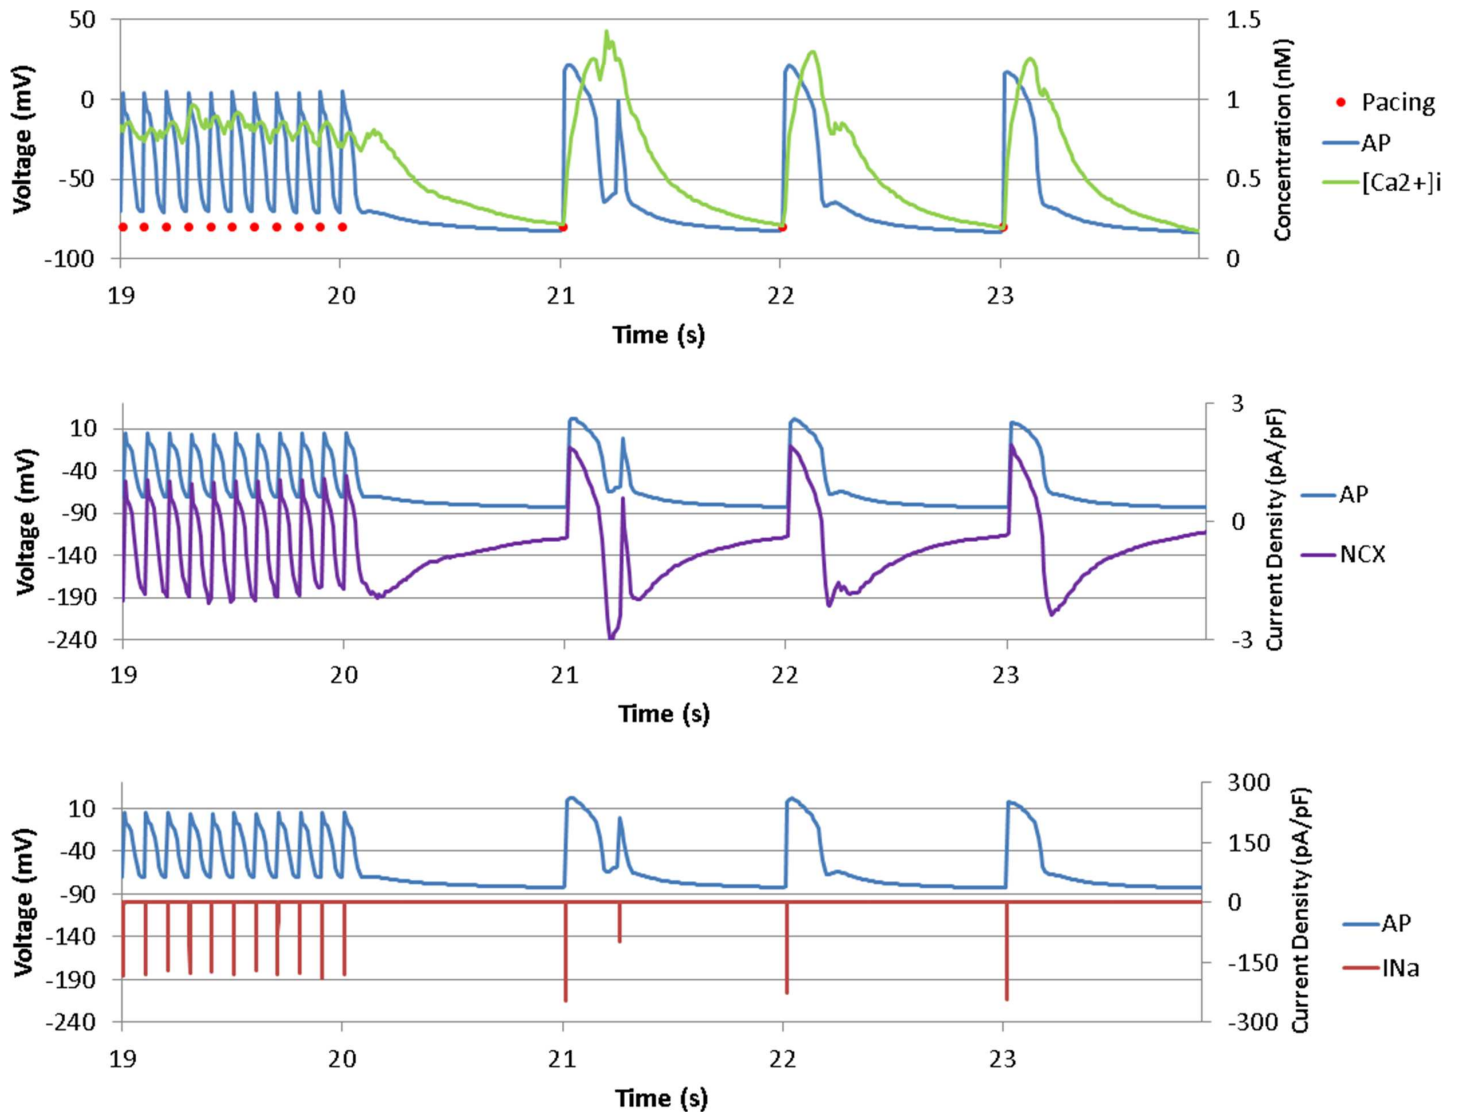 50
0
-50
-100
Voltage (mV)
1.5
1
0.5
0
Concentration (nM)
19
20
21
22
23
Time (s)
Pacing
AP
[Ca2+]i
10
-40
-90
-140
-190
-240
Voltage (mV)
3
0
-3
Current Density (pA/pF)
19
20
21
22
23
Time (s)
AP
NCX
10
-40
-90
-140
-190
-240
Voltage (mV)
300
150
0
-150
-300
Current Density (pA/pF)
19
20
21
22
23
Time (s)
AP
INa